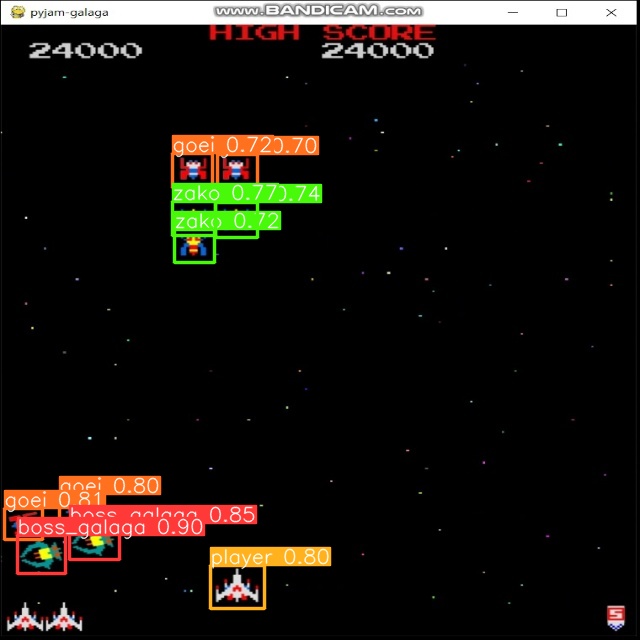 pyjam-galaga
www.BANDICAM.com
HIGH SCORE
24000 24000
goei 0.72 0.70
zako 0.77 0.74
zako 0.72
goei 0.80
goei 0.81
boss_galaga 0.85
boss_galaga 0.90
player 0.80
5